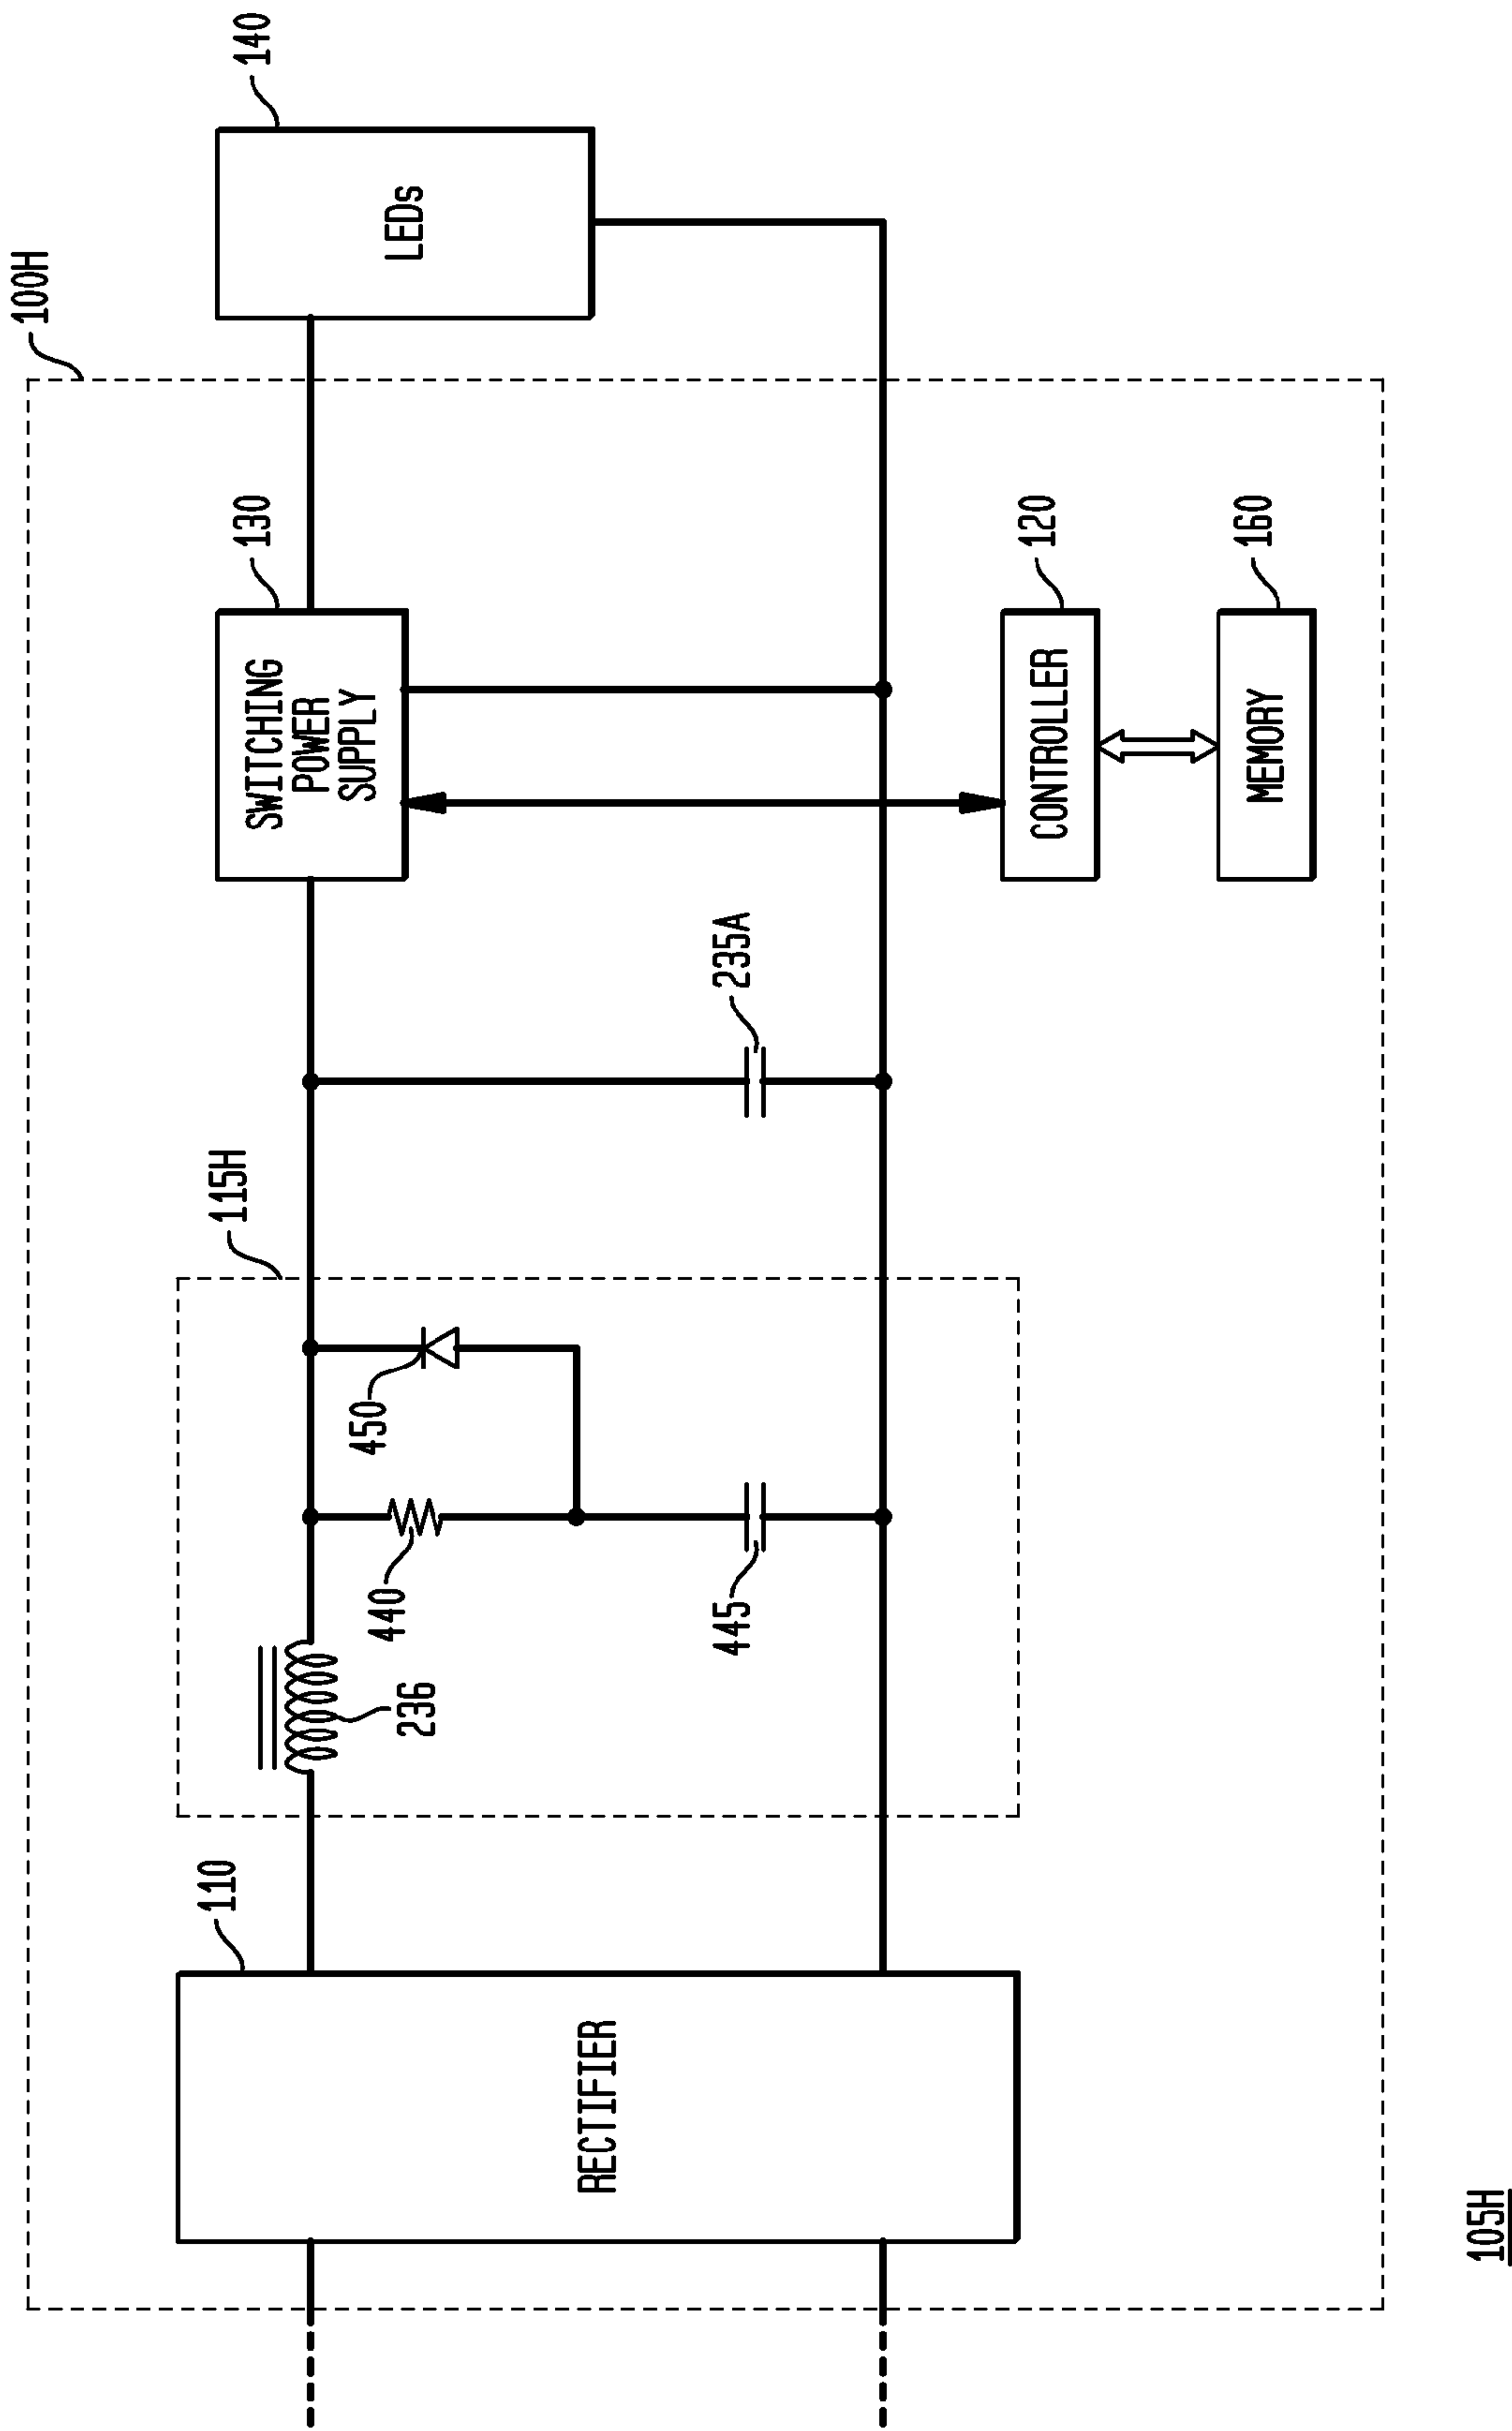 100H
140
130
115H
110
LEDs
SWITCHING
POWER
SUPPLY
450
440
236
235A
445
RECTIFIER
120
CONTROLLER
160
MEMORY
105H